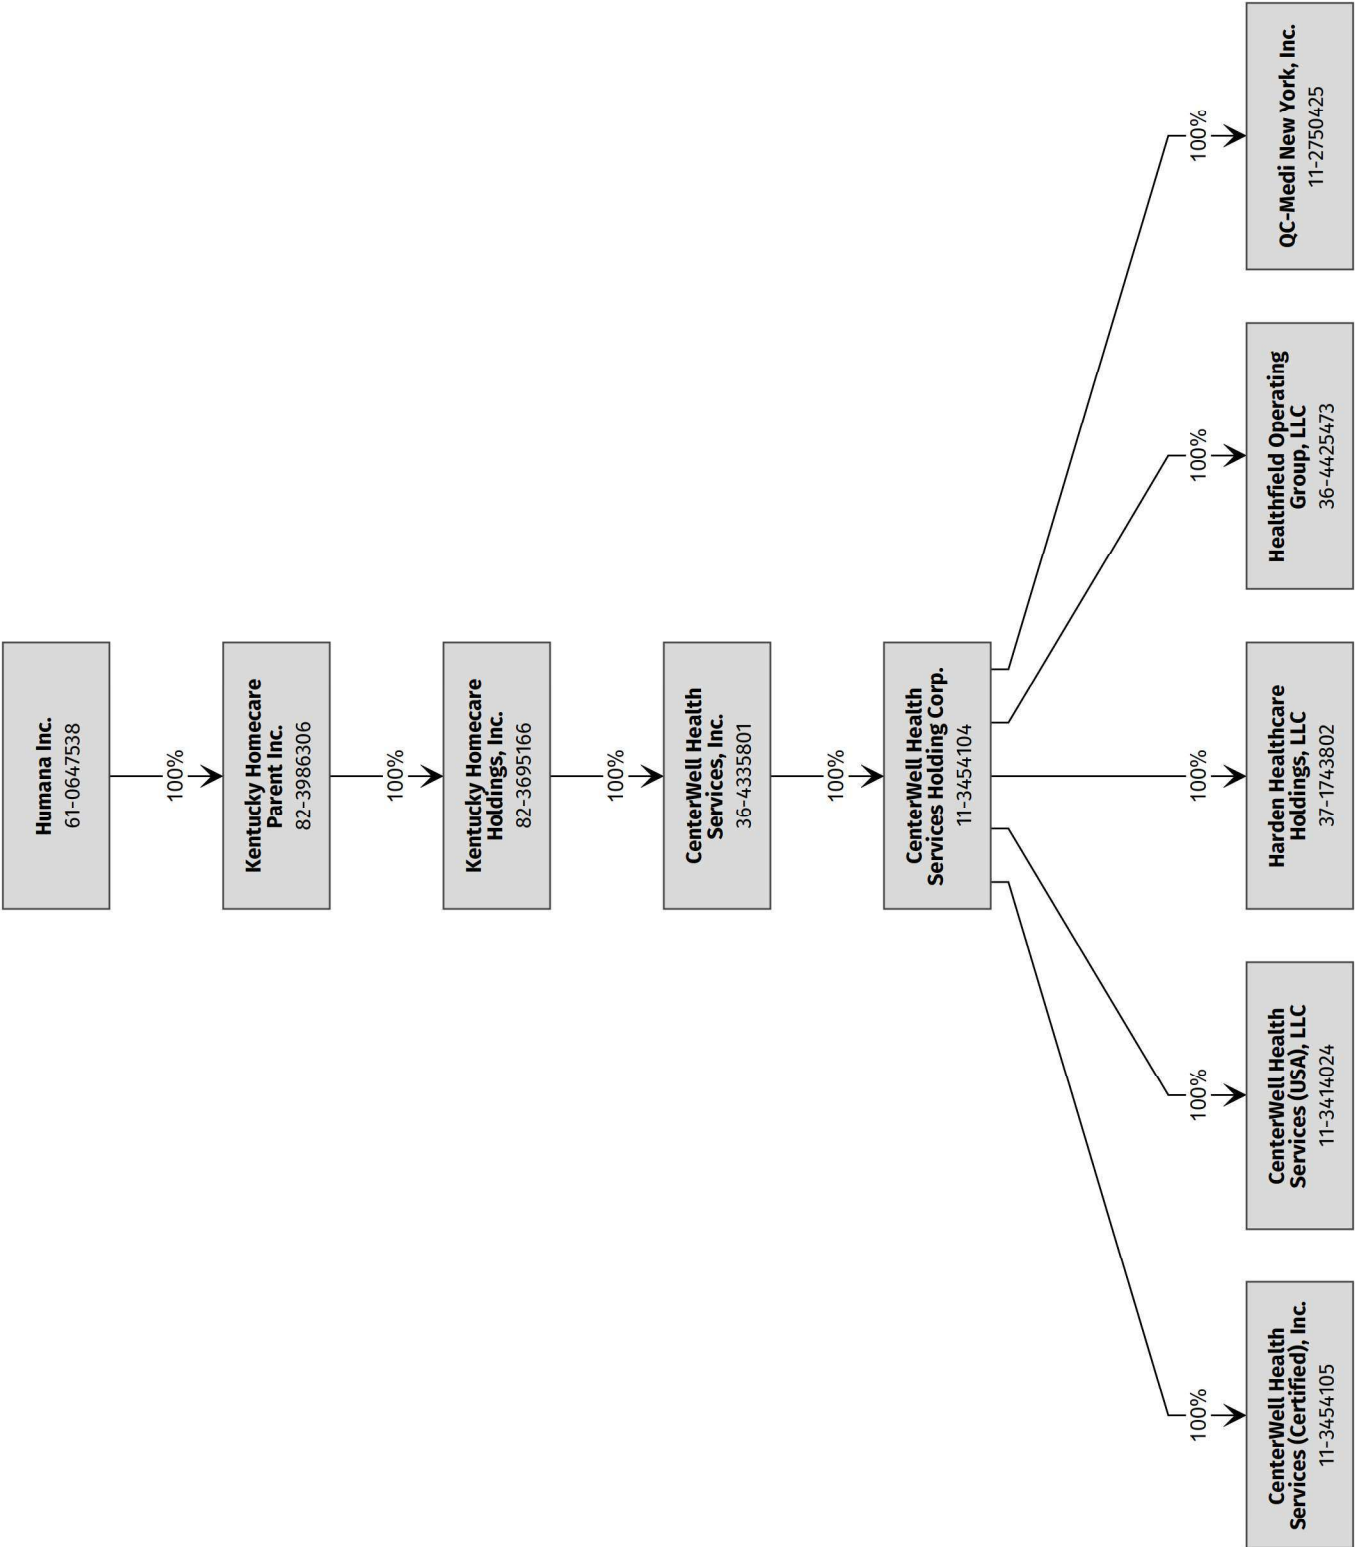 Humana Inc.
61-0647538
100%
Kentucky Homecare
Parent Inc.
82-3986306
100%
Kentucky Homecare
Holdings, Inc.
82-3695166
100%
CenterWell Health
Services, Inc.
36-4335801
100%
CenterWell Health
Services Holding Corp.
11-3454104
100%
100%
100%
100%
100%
CenterWell Health
Services (Certified), Inc.
11-3454105
CenterWell Health
Services (USA), LLC
11-3414024
Harden Healthcare
Holdings, LLC
37-1743802
Healthfield Operating
Group, LLC
36-4425473
QC-Medi New York, Inc.
11-2750425